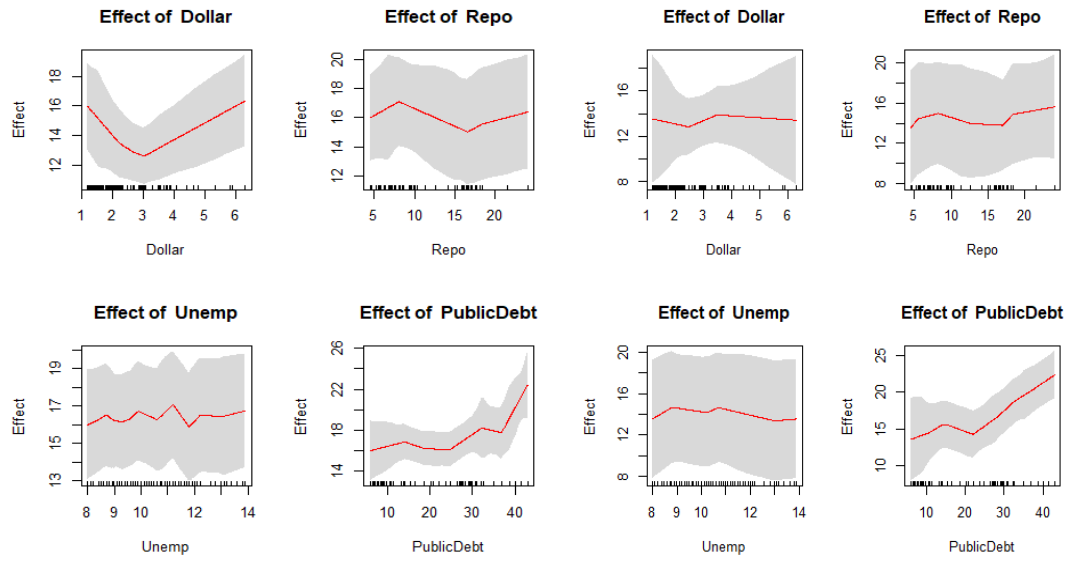 Effect of Dollar
Effect of Repo
Effect of Dollar
Effect of Repo
Effect
12 14 16 18
1 2 3 4 5 6
Dollar
Effect
12 14 16 18 20
5 10 15 20
Repo
Effect
8 12 16
1 2 3 4 5 6
Dollar
Effect
8 12 16 20
5 10 15 20
Repo
Effect of Unemp
Effect of PublicDebt
Effect of Unemp
Effect of PublicDebt
Effect
13 15 17 19
8 9 10 12 14
Unemp
Effect
14 18 22 26
10 20 30 40
PublicDebt
Effect
8 12 16 20
8 9 10 11 12 13 14
Unemp
Effect
10 15 20 25
10 20 30 40
PublicDebt